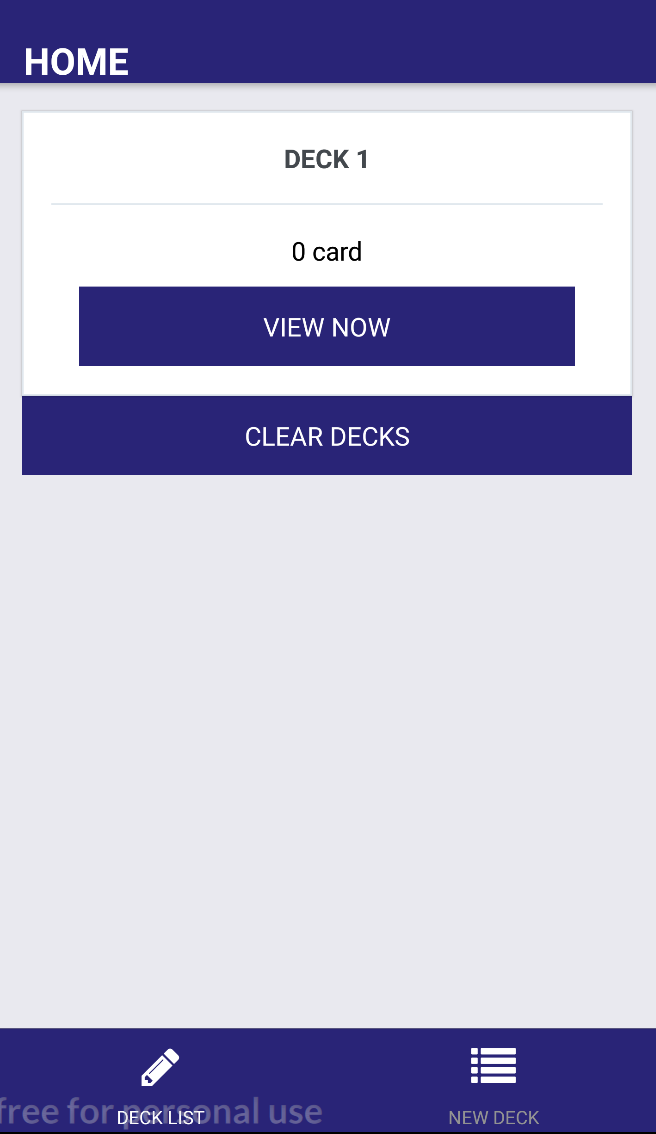 HOME
DECK 1
0 card
VIEW NOW
CLEAR DECKS
free for personal use
DECK LIST
NEW DECK